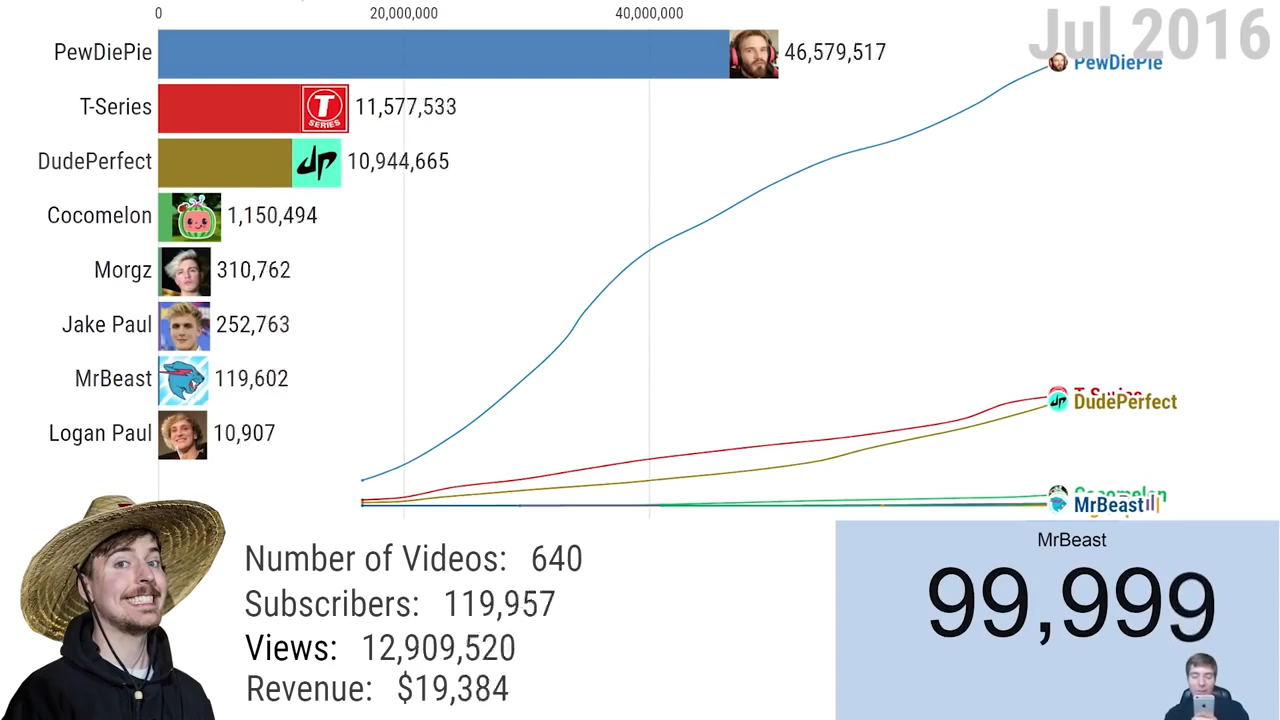 0 20,000,000 40,000,000
Jul 2016
PewDiePie 46,579,517
PewDiePie
T-Series T SERIES 11,577,533
DudePerfect dp 10,944,665
Cocomelon 1,150,494
Morgz 310,762
Jake Paul 252,763
MrBeast 119,602
T-Series
DudePerfect
Logan Paul 10,907
Cocomelon
MrBeast
Number of Videos: 640
Subscribers: 119,957
Views: 12,909,520
Revenue: $19,384
MrBeast
99,999